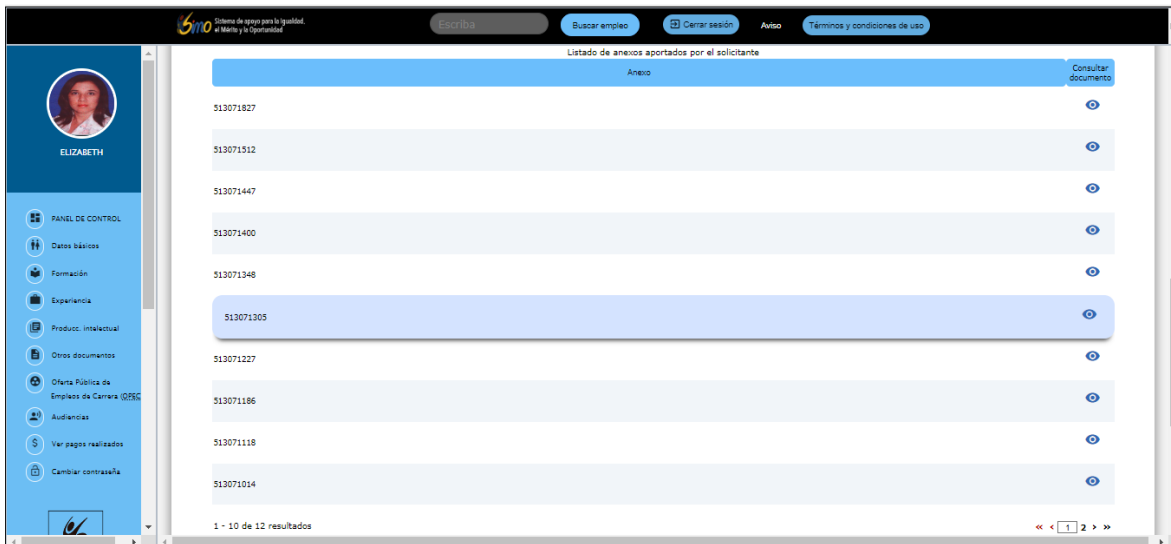 Simo Sistema de apoyo para la Igualdad,
el Mérito y la Oportunidad
Escriba
Buscar empleo
Cerrar sesión
Aviso
Términos y condiciones de uso
ELIZABETH
PANEL DE CONTROL
Datos básicos
Formación
Experiencia
Producc. intelectual
Otros documentos
Oferta Pública de
Empleos de Carrera (OPEC
Audiencias
Ver pagos realizados
Cambiar contraseña
Listado de anexos aportados por el solicitante
Anexo
Consultar
documento
513071827
513071512
513071447
513071400
513071348
513071305
513071227
513071186
513071118
513071014
1 - 10 de 12 resultados
« ‹ 1 2 › »